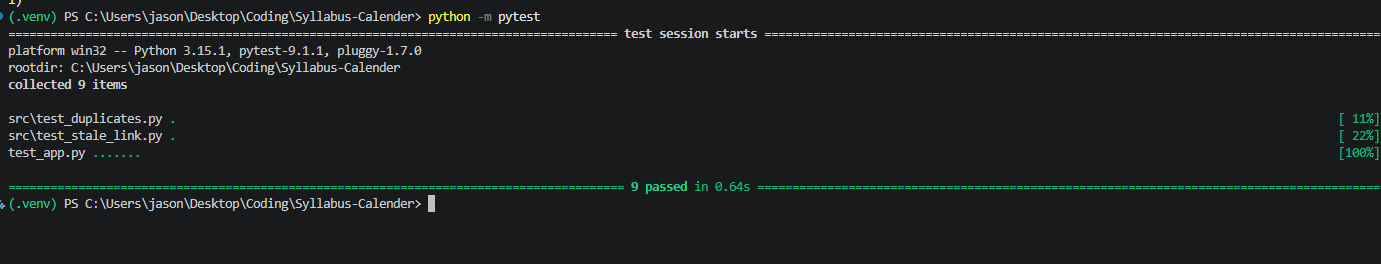 1)
(.venv) PS C:\Users\jason\Desktop\Coding\Syllabus-Calender> python -m pytest
test session starts
platform win32 -- Python 3.15.1, pytest-9.1.1, pluggy-1.7.0
rootdir: C:\Users\jason\Desktop\Coding\Syllabus-Calender
collected 9 items
src\test_duplicates.py . [ 11%]
src\test_stale_link.py . [ 22%]
test_app.py ....... [100%]
9 passed in 0.64s
(.venv) PS C:\Users\jason\Desktop\Coding\Syllabus-Calender>